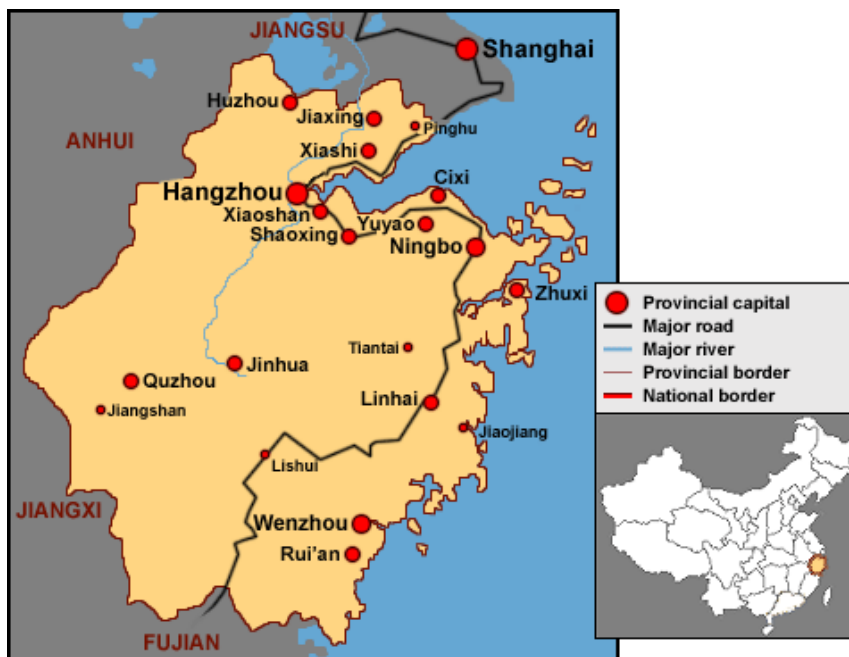 JIANGSU
Shanghai
Huzhou
Jiaxing
Pinghu
ANHUI
Xiashi
Hangzhou
Cixi
Xiaoshan
Yuyao
Shaoxing
Ningbo
Zhuxi
Tiantai
Jinhua
Quzhou
Linhai
Jiangshan
Jiaojiang
Lishui
JIANGXI
Wenzhou
Rui'an
FUJIAN
Provincial capital
Major road
Major river
Provincial border
National border